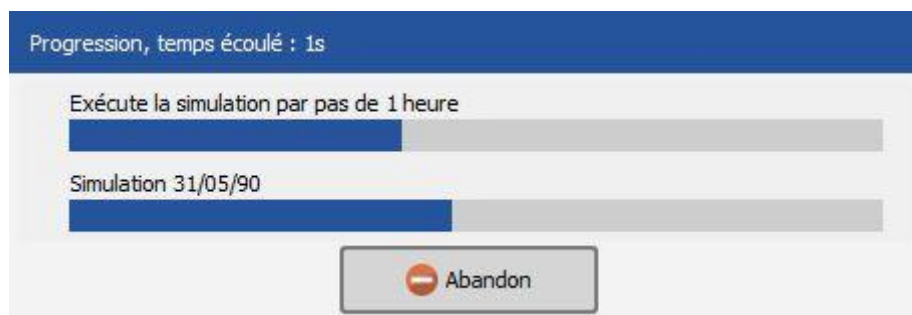 Progression, temps écoulé : 1s
Exécute la simulation par pas de 1 heure
Simulation 31/05/90
Abandon